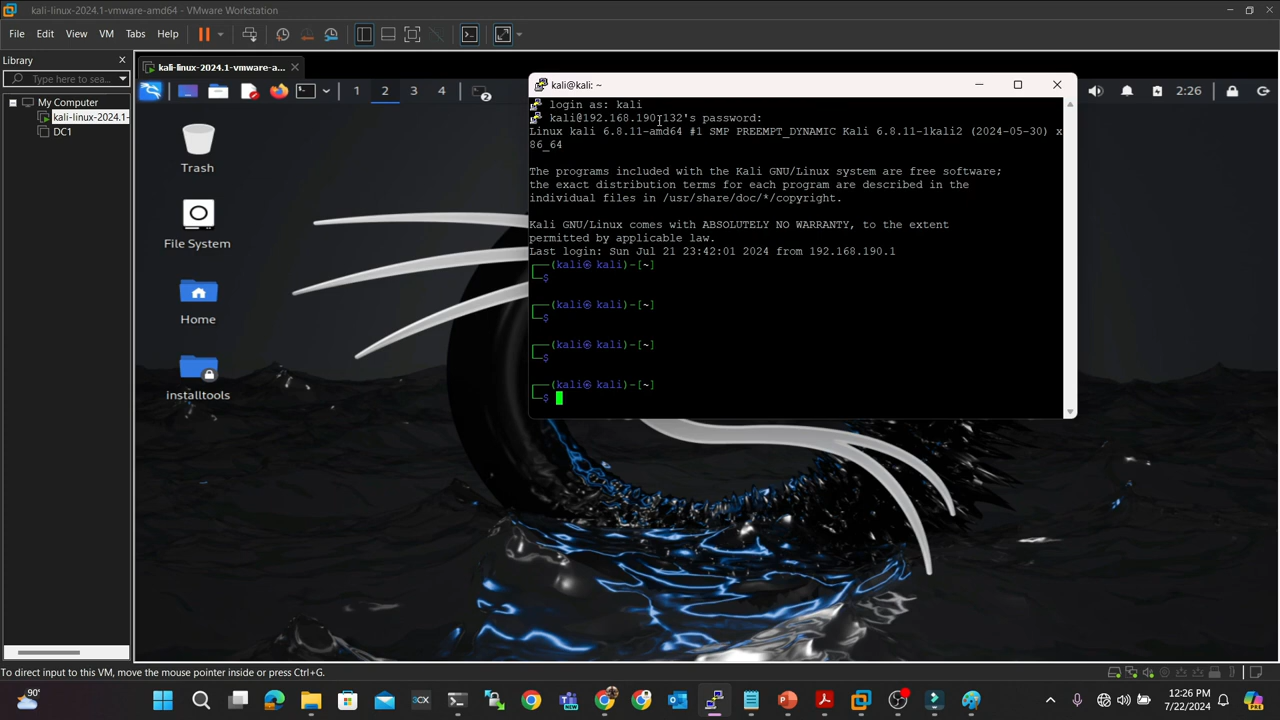 kali-linux-2024.1-vmware-amd64 - VMware Workstation
File Edit View VM Tabs Help
Library
Type here to sea...
My Computer
kali-linux-2024.1-
DC1
kali-linux-2024.1-vmware-a...
1 2 3 4
2
2:26
Trash
File System
Home
installtools
kali@kali: ~
login as: kali
kali@192.168.190.132's password:
Linux kali 6.8.11-amd64 #1 SMP PREEMPT_DYNAMIC Kali 6.8.11-1kali2 (2024-05-30) x
86_64
The programs included with the Kali GNU/Linux system are free software;
the exact distribution terms for each program are described in the
individual files in /usr/share/doc/*/copyright.
Kali GNU/Linux comes with ABSOLUTELY NO WARRANTY, to the extent
permitted by applicable law.
Last login: Sun Jul 21 23:42:01 2024 from 192.168.190.1
┌──(kali㉿ kali)-[~]
└─$
┌──(kali㉿ kali)-[~]
└─$
┌──(kali㉿ kali)-[~]
└─$
┌──(kali㉿ kali)-[~]
└─$
To direct input to this VM, move the mouse pointer inside or press Ctrl+G.
90°
12:26 PM
7/22/2024